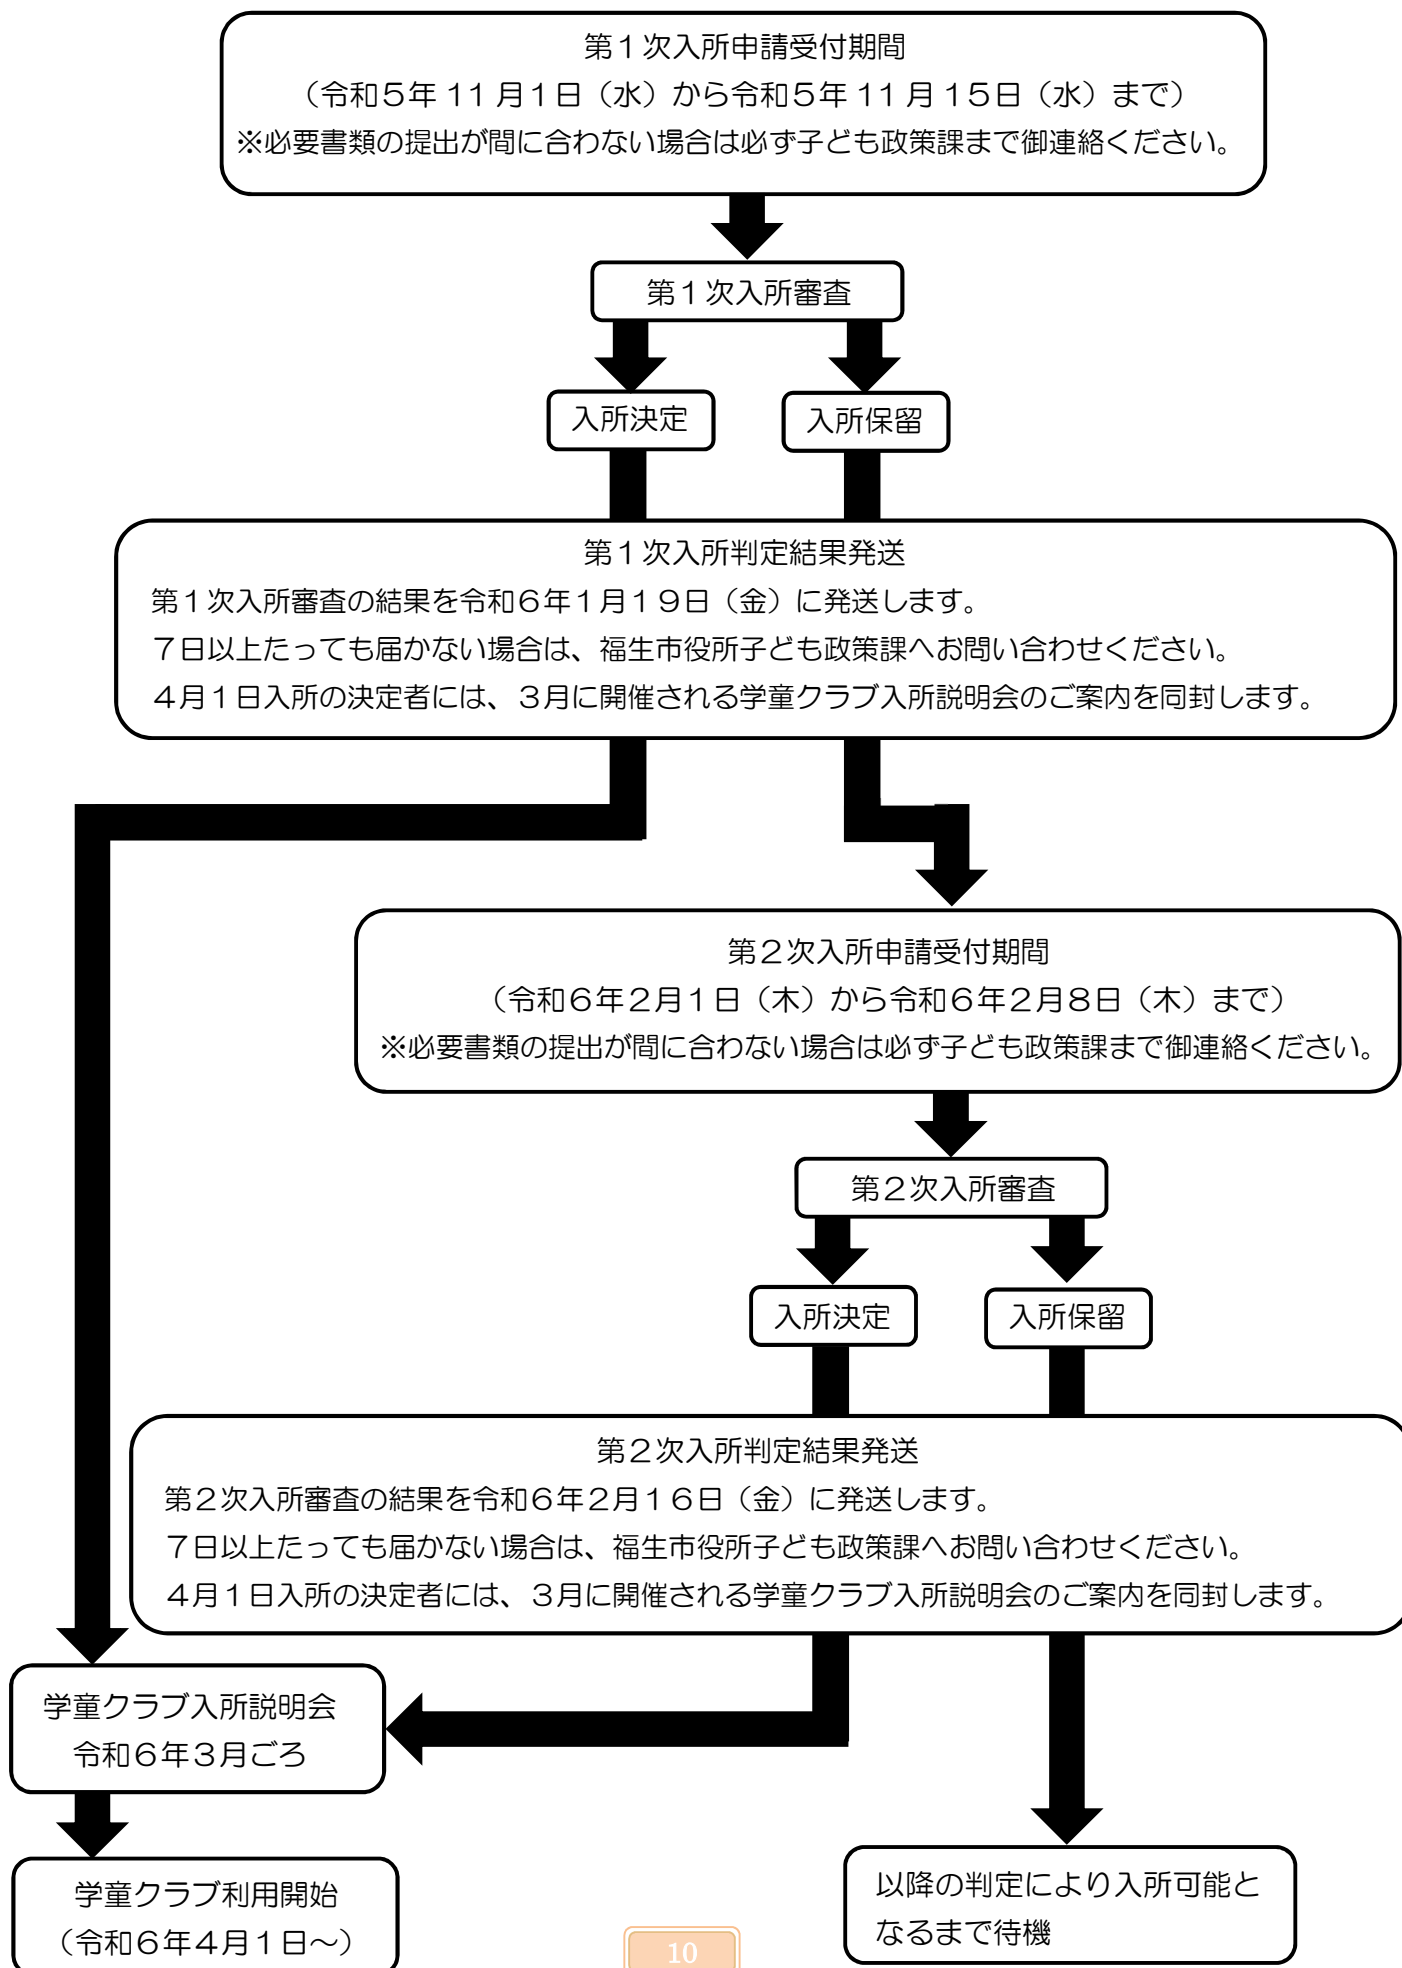 第１次入所申請受付期間
（令和５年 11 月１日（水）から令和５年 11 月 15日（水）まで）
※必要書類の提出が間に合わない場合は必ず子ども政策課まで御連絡ください。
第１次入所審査
入所決定
入所保留
第１次入所判定結果発送
第１次入所審査の結果を令和６年１月１９日（金）に発送します。
７日以上たっても届かない場合は、福生市役所子ども政策課へお問い合わせください。
４月１日入所の決定者には、３月に開催される学童クラブ入所説明会のご案内を同封します。
第２次入所申請受付期間
（令和６年２月１日（木）から令和６年２月８日（木）まで）
※必要書類の提出が間に合わない場合は必ず子ども政策課まで御連絡ください。
第２次入所審査
入所決定
入所保留
第２次入所判定結果発送
第２次入所審査の結果を令和６年２月１６日（金）に発送します。
７日以上たっても届かない場合は、福生市役所子ども政策課へお問い合わせください。
４月１日入所の決定者には、３月に開催される学童クラブ入所説明会のご案内を同封します。
学童クラブ入所説明会
令和６年３月ごろ
学童クラブ利用開始
（令和６年４月１日～）
以降の判定により入所可能と
なるまで待機
10